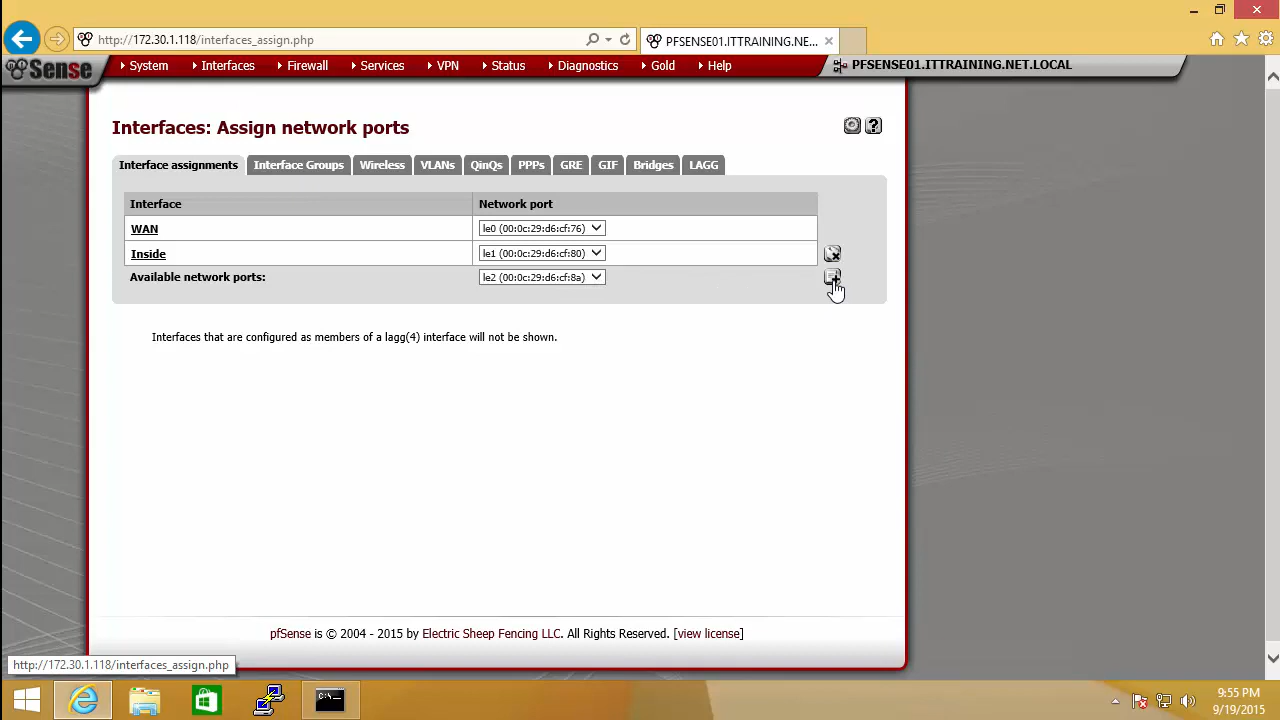 http://172.30.1.118/interfaces_assign.php
PFSENSE01.ITTRAINING.NE...
Sense
System
Interfaces
Firewall
Services
VPN
Status
Diagnostics
Gold
Help
PFSENSE01.ITTRAINING.NET.LOCAL
Interfaces: Assign network ports
Interface assignments
Interface Groups
Wireless
VLANs
QinQs
PPPs
GRE
GIF
Bridges
LAGG
Interface Network port
WAN le0 (00:0c:29:d6:cf:76)
Inside le1 (00:0c:29:d6:cf:80)
Available network ports: le2 (00:0c:29:d6:cf:8a)
Interfaces that are configured as members of a lagg(4) interface will not be shown.
pfSense is © 2004 - 2015 by Electric Sheep Fencing LLC. All Rights Reserved. [view license]
http://172.30.1.118/interfaces_assign.php
9:55 PM
9/19/2015